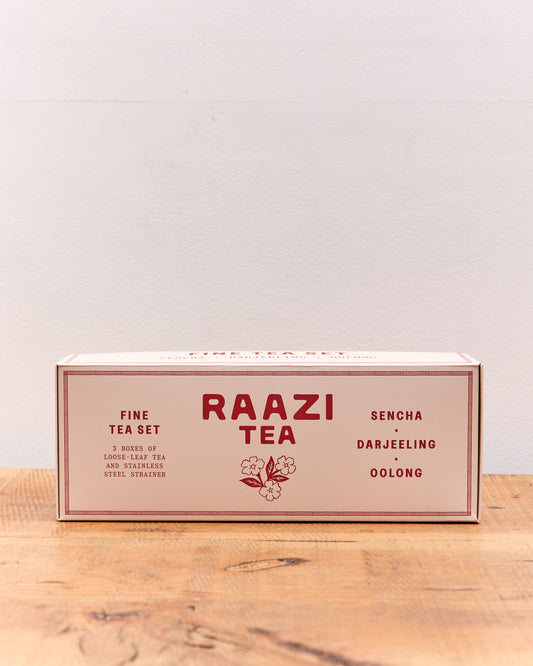 FINE TEA SET
SENCHA • DARJEELING • OOLONG
FINE
TEA SET
3 BOXES OF
LOOSE-LEAF TEA
AND STAINLESS
STEEL STRAINER
RAAZI
TEA
SENCHA
•
DARJEELING
•
OOLONG